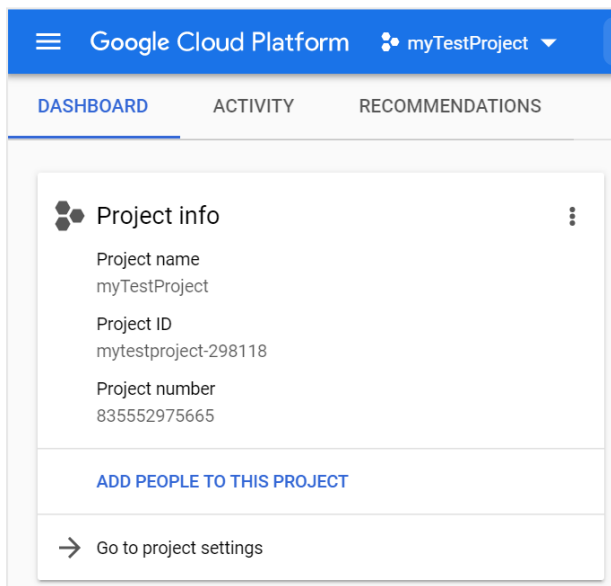 Google Cloud Platform myTestProject
DASHBOARD ACTIVITY RECOMMENDATIONS
Project info
Project name
myTestProject
Project ID
mytestproject-298118
Project number
835552975665
ADD PEOPLE TO THIS PROJECT
Go to project settings